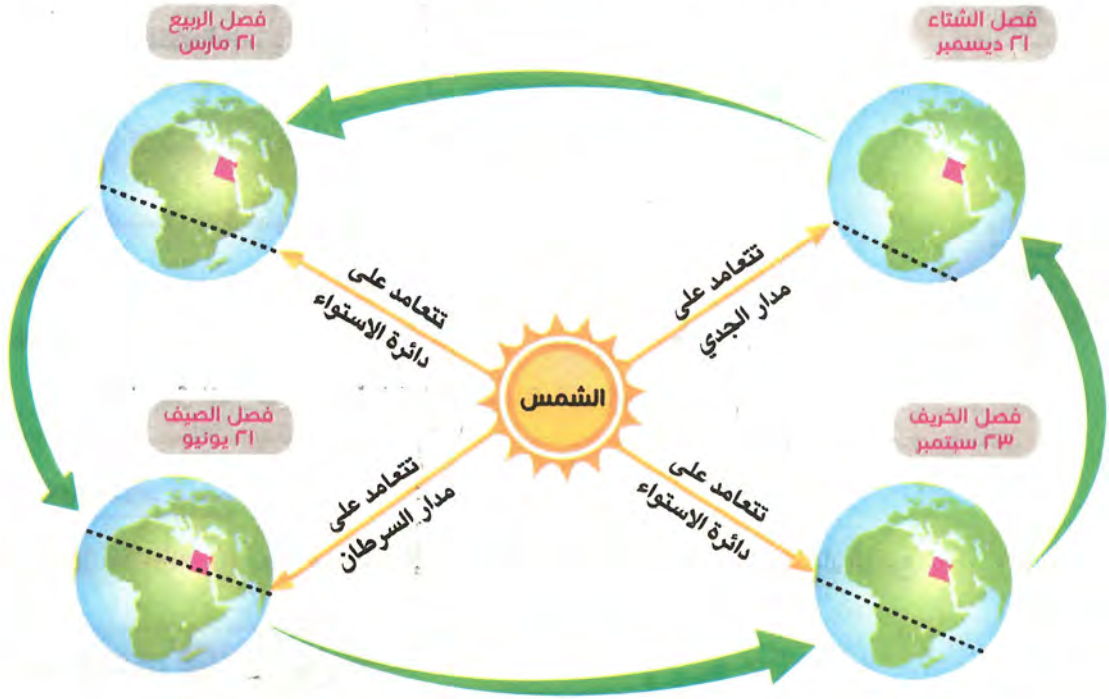 فصل الشتاء
٢١ ديسمبر
فصل الربيع
٢١ مارس
تتعامد على
مدار الجدي
تتعامد على
دائرة الاستواء
الشمس
فصل الخريف
٢٣ سبتمبر
فصل الصيف
٢١ يونيو
تتعامد على
دائرة الاستواء
تتعامد على
مدار السرطان